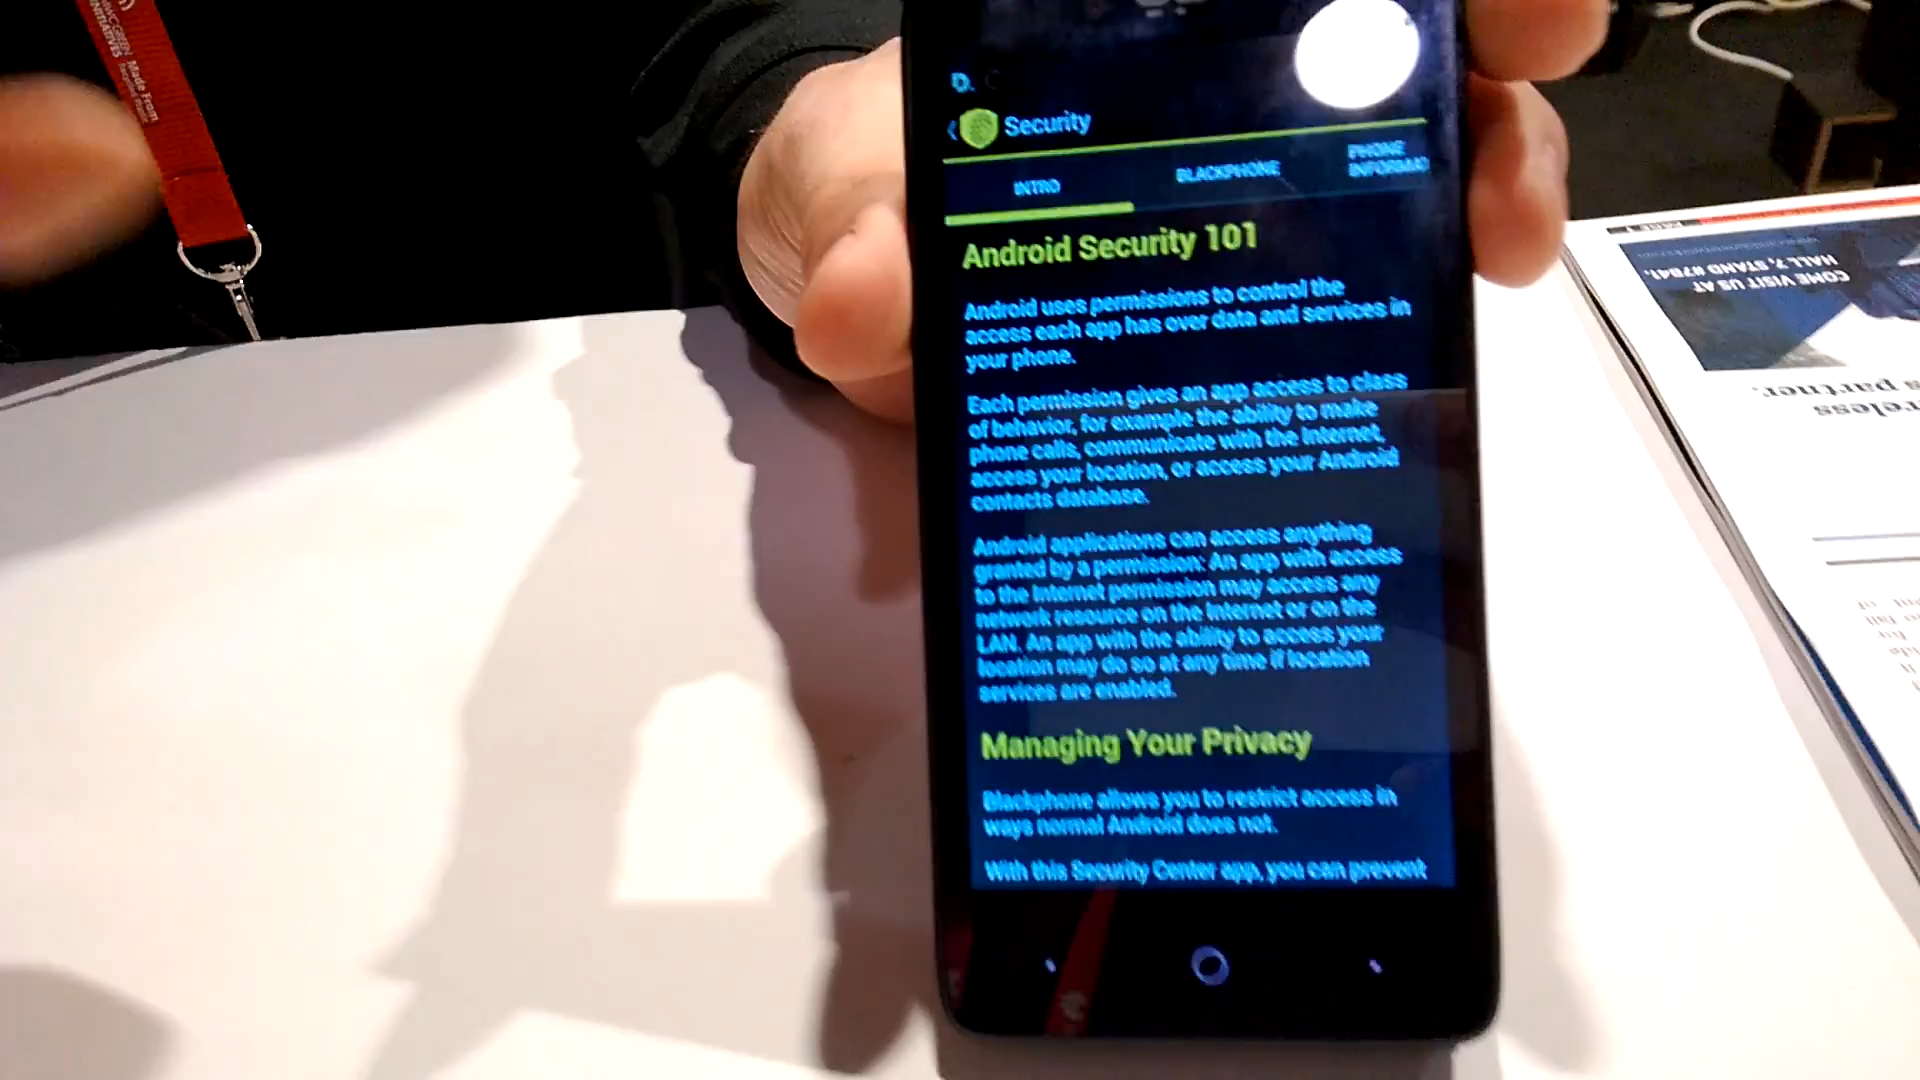 MWC GREEN
INITIATIVES
Made From
Security
INTRO
BLACKPHONE
PHONE
Android Security 101
Android uses permissions to control the
access each app has over data and services in
your phone.
Each permission gives an app access to class
of behavior, for example the ability to make
phone calls, communicate with the Internet,
access your location, or access your Android
contacts database.
Android applications can access anything
granted by a permission: An app with access
to the Internet permission may access any
network resource on the Internet or on the
LAN. An app with the ability to access your
location may do so at any time if location
services are enabled.
Managing Your Privacy
Blackphone allows you to restrict access in
ways normal Android does not.
With this Security Center app, you can prevent
COME VISIT US AT
HALL 7, STAND #7B41.
partner.